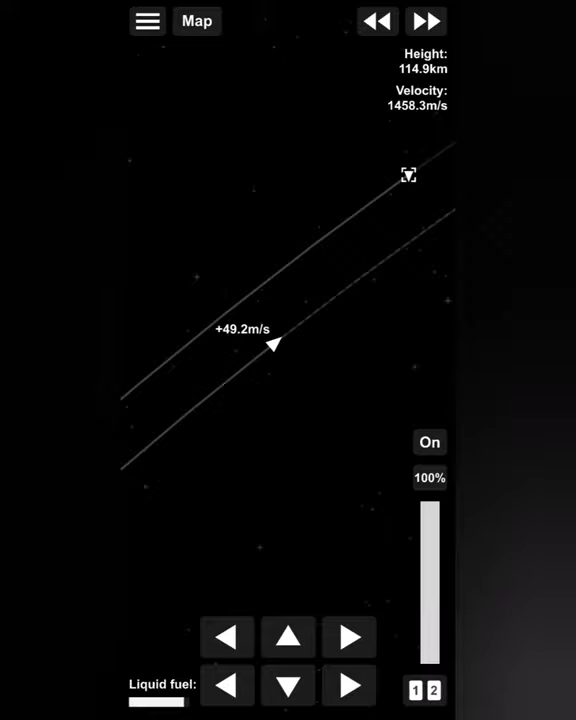 Map
Height:
114.9km
Velocity:
1458.3m/s
+49.2m/s
On
100%
Liquid fuel:
1 2